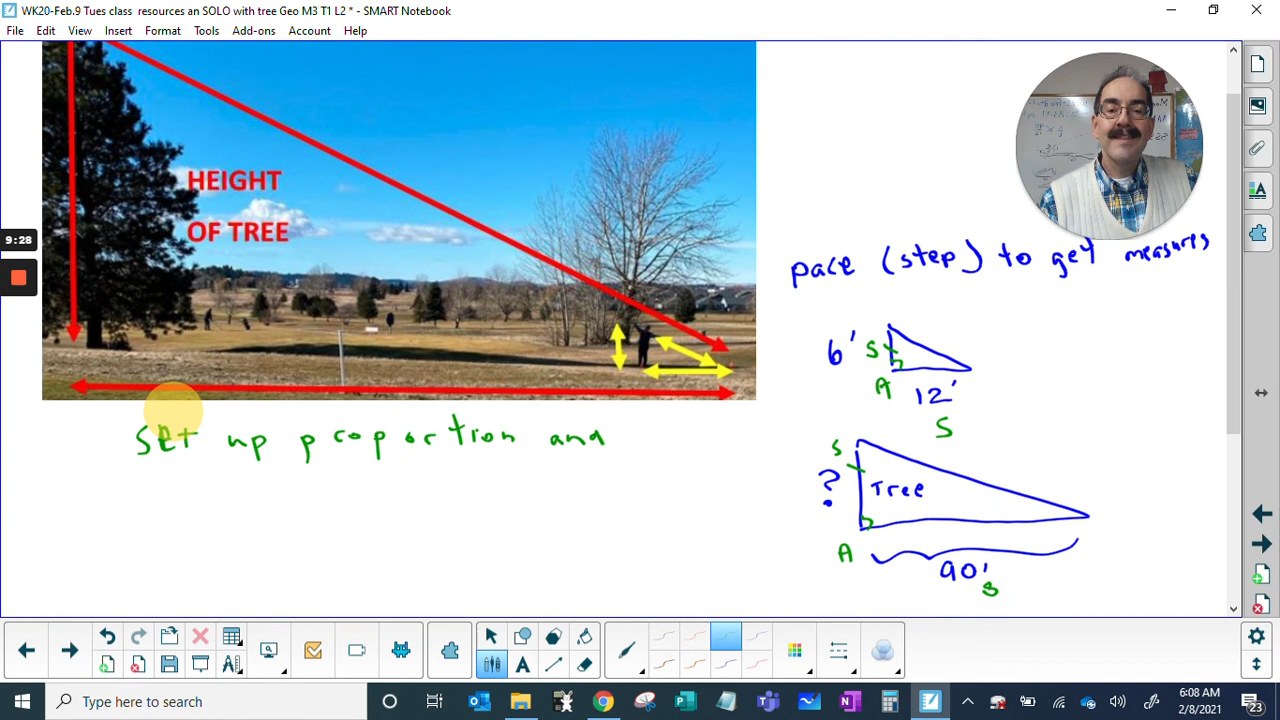 WK20-Feb.9 Tues class resources an SOLO with tree Geo M3 T1 L2 * - SMART Notebook
File Edit View Insert Format Tools Add-ons Account Help
HEIGHT
OF TREE
9:28
pace (step) to get measures
6' S
A 12'
S
S
? Tree
A
90'
S
Set up proportion and
Type here to search
6:08 AM
2/8/2021
23